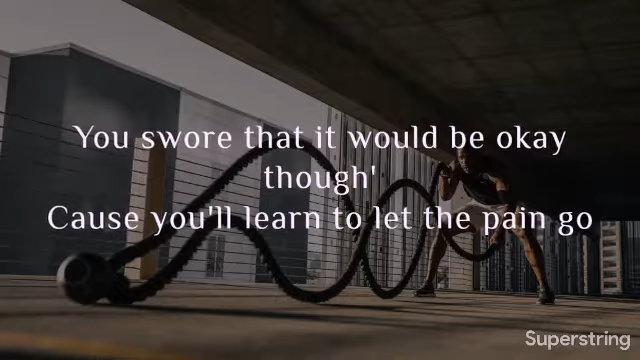 You swore that it would be okay
though'
Cause you'll learn to let the pain go
Superstring